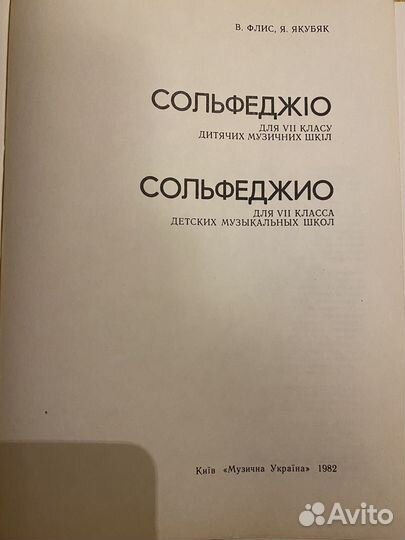 В. ФЛИС, Я. ЯКУБЯК
СОЛЬФЕДЖІО
ДЛЯ VII КЛАСУ
ДИТЯЧИХ МУЗИЧНИХ ШКІЛ
СОЛЬФЕДЖИО
ДЛЯ VII КЛАССА
ДЕТСКИХ МУЗЫКАЛЬНЫХ ШКОЛ
Київ «Музична Україна» 1982
Avito